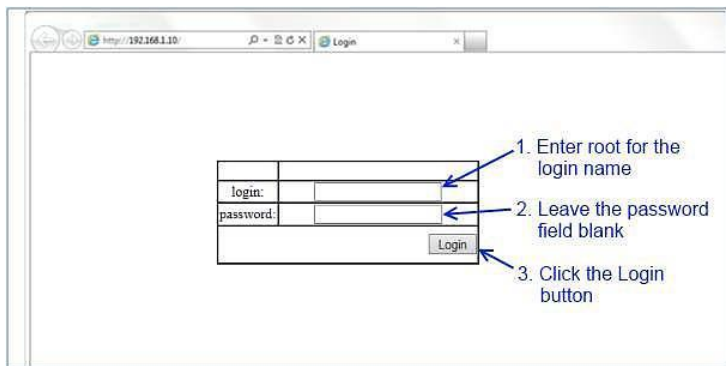 http://192.168.1.10/
Login
1. Enter root for the
login name
login:
password:
2. Leave the password
field blank
Login
3. Click the Login
button